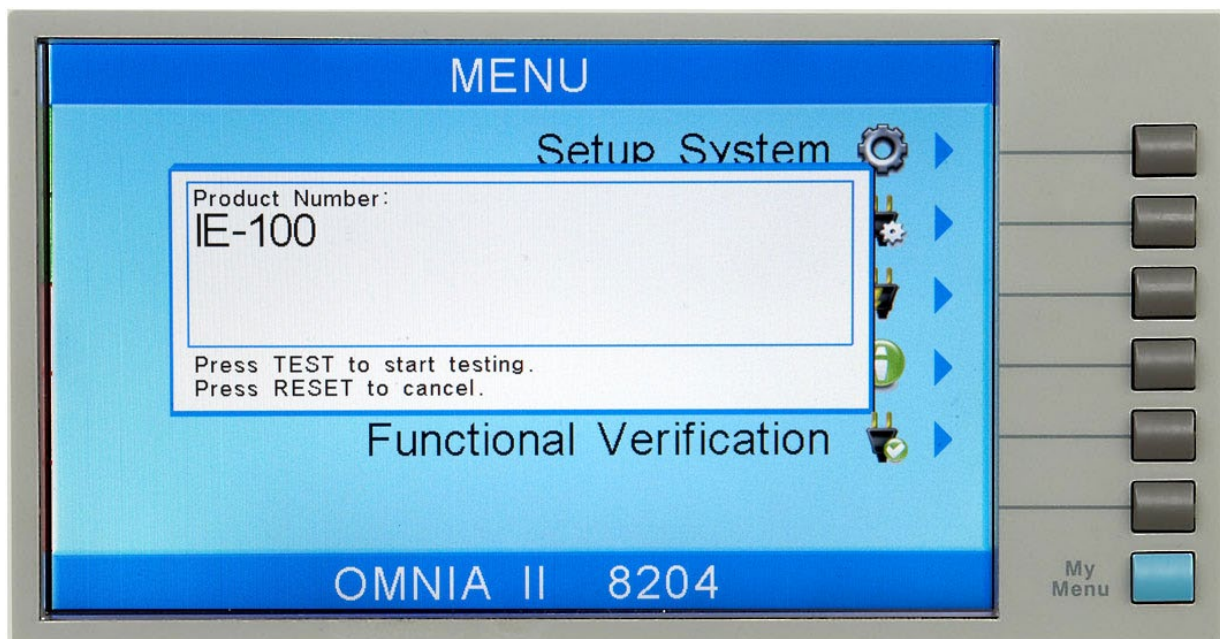 MENU
Setup System
Product Number:
IE-100
Press TEST to start testing.
Press RESET to cancel.
Functional Verification
OMNIA II 8204
My
Menu